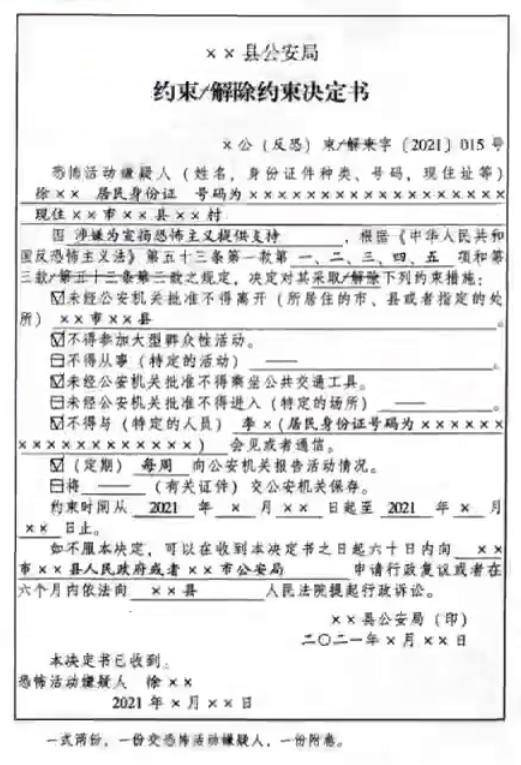 ××县公安局
约束/解除约束决定书
×公（反恐）束/解束字〔2021〕015号
恐怖活动嫌疑人（姓名，身份证件种类、号码，现住址等）
徐×× 居民身份证 号码为××××××××××××××××××
现住××市××县××村
因 涉嫌为宣扬恐怖主义提供支持 ，根据《中华人民共和
国反恐怖主义法》第五十三条第一款第 一、二、三、四、五 项和第
三款/第五十三条第二款之规定，决定对其采取/解除下列约束措施：
☑未经公安机关批准不得离开（所居住的市、县或者指定的处
所） ××市××县 。
☑不得参加大型群众性活动。
日不得从事（特定的活动） —— 。
☑未经公安机关批准不得乘坐公共交通工具。
日未经公安机关批准不得进入（特定的场所） —— 。
☑不得与（特定的人员） 李×（居民身份证号码为××××××
××××××××××××） 会见或者通信。
☑（定期） 每周 向公安机关报告活动情况。
日将 —— （有关证件）交公安机关保存。
约束时间从 2021 年 × 月 ×× 日起至 2021 年 × 月
×× 日止。
如不服本决定，可以在收到本决定书之日起六十日内向 ××
市××县人民政府或者××市公安局 申请行政复议或者在
六个月内依法向 ××县 人民法院提起行政诉讼。
××县公安局（印）
二〇二一年×月××日
本决定书已收到。
恐怖活动嫌疑人 徐××
2021年×月××日
一式两份，一份交恐怖活动嫌疑人，一份附卷。